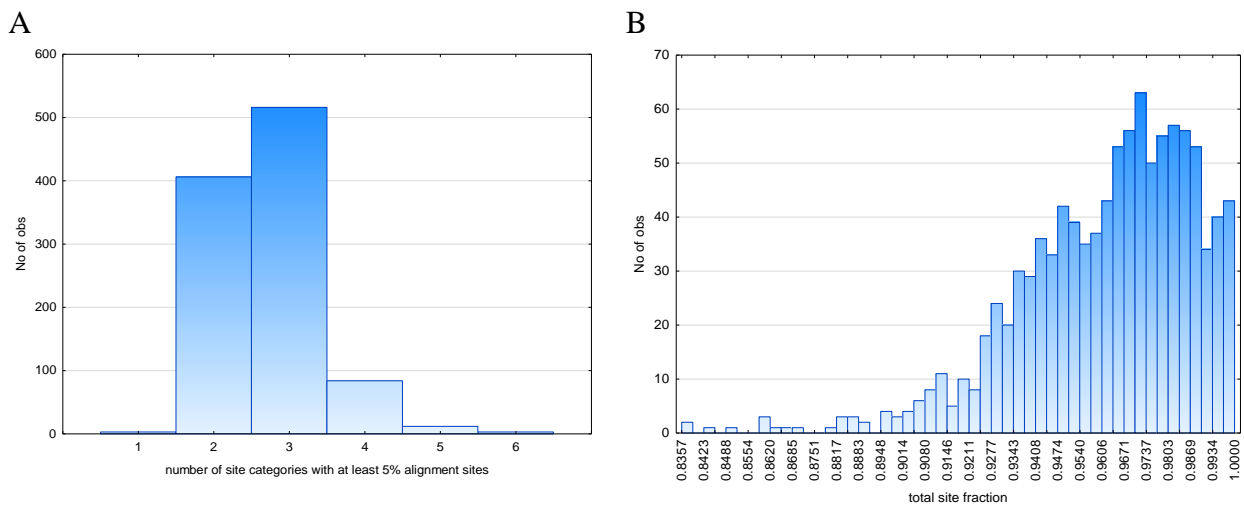 A
600
500
400
300
200
100
0
No of obs
1 2 3 4 5 6
number of site categories with at least 5% alignment sites
B
70
60
50
40
30
20
10
0
No of obs
0.8357 0.8423 0.8488 0.8554 0.8620 0.8685 0.8751 0.8817 0.8883 0.8948 0.9014 0.9080 0.9146 0.9211 0.9277 0.9343 0.9408 0.9474 0.9540 0.9606 0.9671 0.9737 0.9803 0.9869 0.9934 1.0000
total site fraction